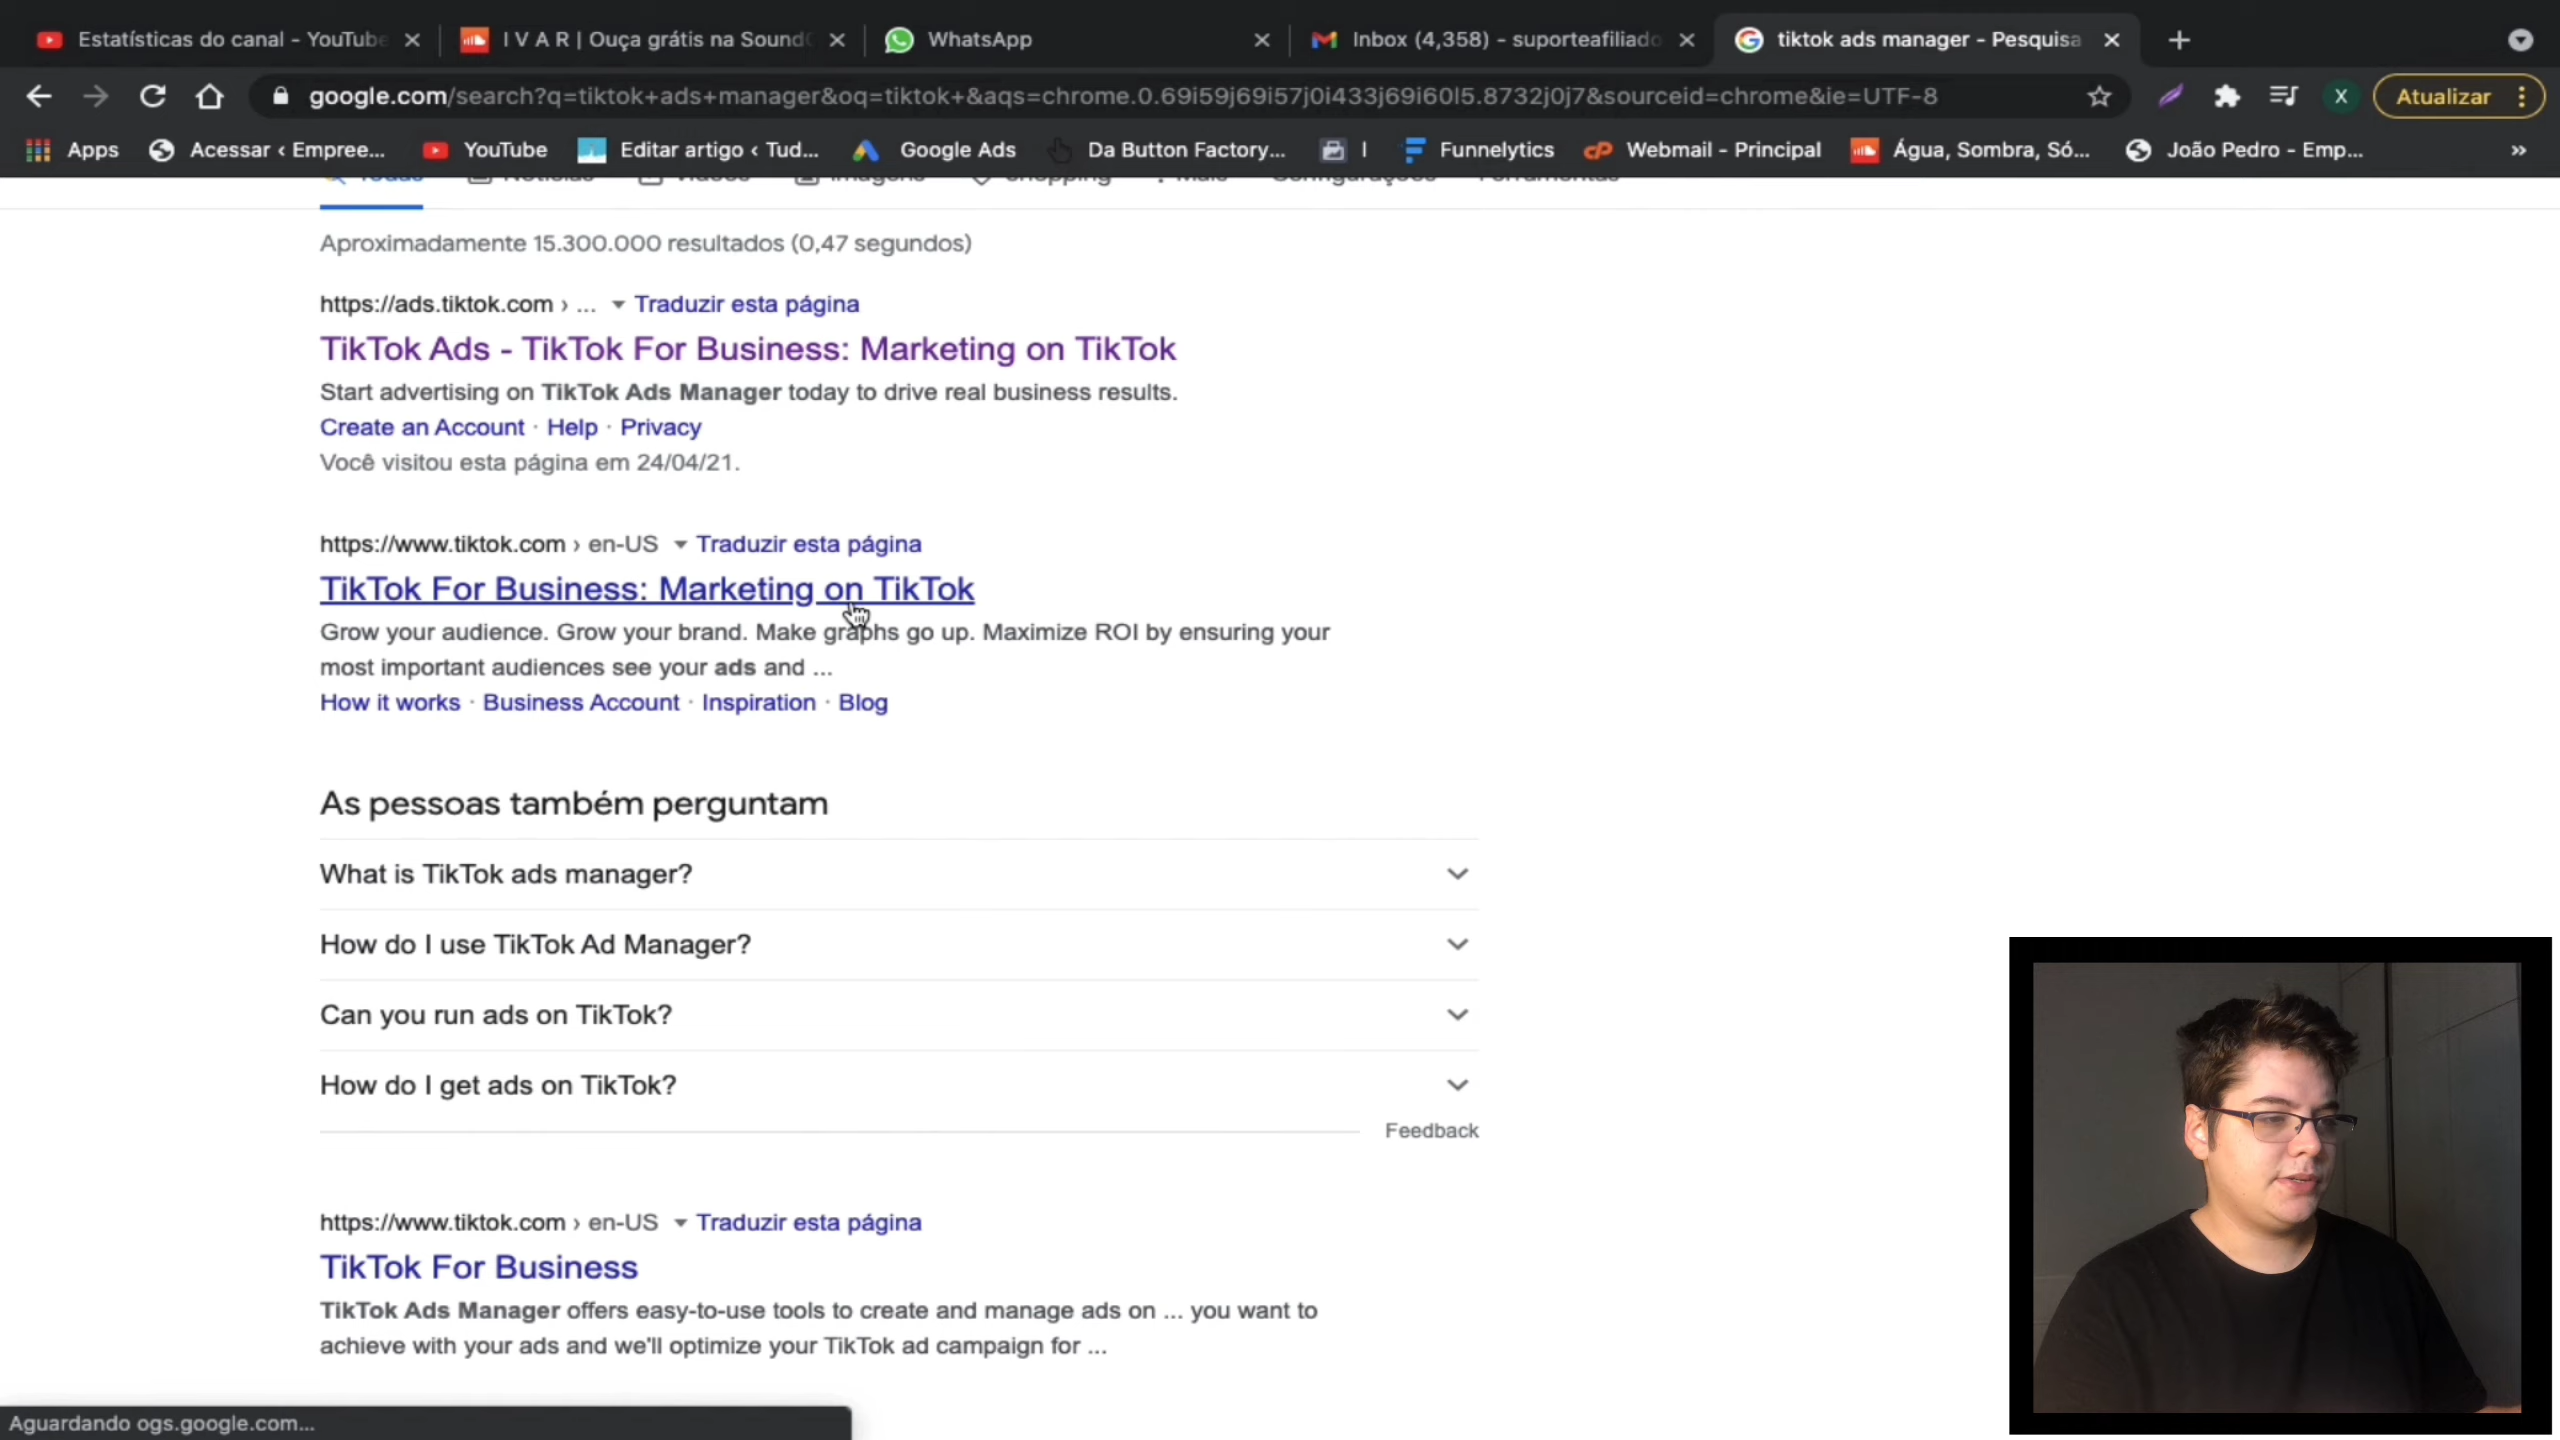 Estatísticas do canal - YouTube
I V A R | Ouça grátis na Sound
WhatsApp
Inbox (4,358) - suporteafiliado
tiktok ads manager - Pesquisa
google.com/search?q=tiktok+ads+manager&oq=tiktok+&aqs=chrome.0.69i59j69i57j0i433j69i60l5.8732j0j7&sourceid=chrome&ie=UTF-8
X
Atualizar
Apps
Acessar ‹ Empree...
YouTube
Editar artigo ‹ Tud...
Google Ads
Da Button Factory...
I
Funnelytics
Webmail - Principal
Água, Sombra, Só...
João Pedro - Emp...
»
Todas Notícias Vídeos Imagens Shopping Mais Configurações Ferramentas
Aproximadamente 15.300.000 resultados (0,47 segundos)
https://ads.tiktok.com › ... Traduzir esta página
TikTok Ads - TikTok For Business: Marketing on TikTok
Start advertising on TikTok Ads Manager today to drive real business results.
Create an Account · Help · Privacy
Você visitou esta página em 24/04/21.
https://www.tiktok.com › en-US Traduzir esta página
TikTok For Business: Marketing on TikTok
Grow your audience. Grow your brand. Make graphs go up. Maximize ROI by ensuring your
most important audiences see your ads and ...
How it works · Business Account · Inspiration · Blog
As pessoas também perguntam
What is TikTok ads manager?
How do I use TikTok Ad Manager?
Can you run ads on TikTok?
How do I get ads on TikTok?
Feedback
https://www.tiktok.com › en-US Traduzir esta página
TikTok For Business
TikTok Ads Manager offers easy-to-use tools to create and manage ads on ... you want to
achieve with your ads and we'll optimize your TikTok ad campaign for ...
Aguardando ogs.google.com...